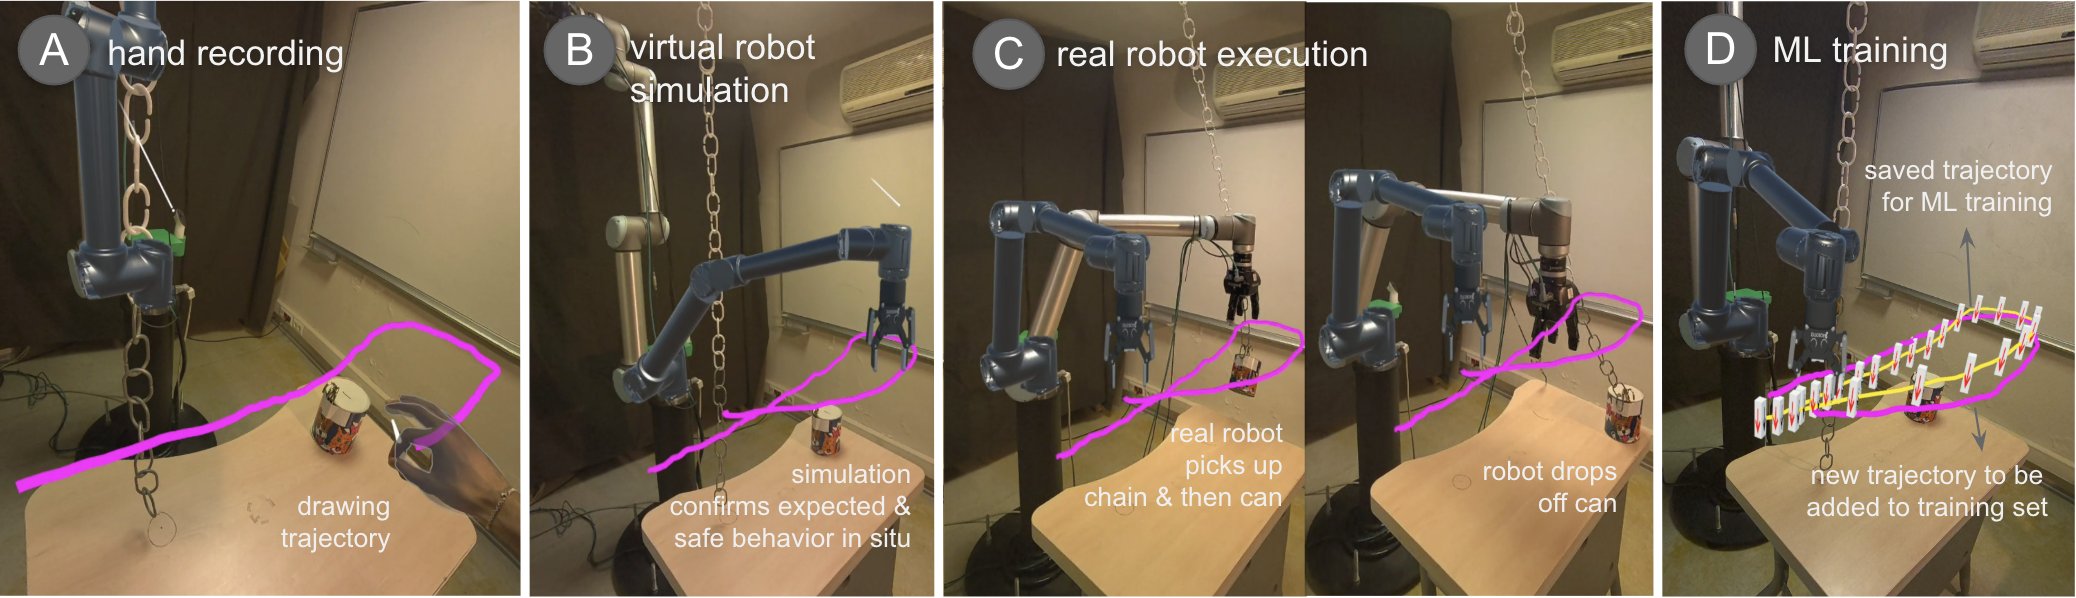 A
hand recording
drawing
trajectory
B
virtual robot
simulation
simulation
confirms expected &
safe behavior in situ
C
real robot execution
real robot
picks up
chain & then can
robot drops
off can
D
ML training
saved trajectory
for ML training
new trajectory to be
added to training set